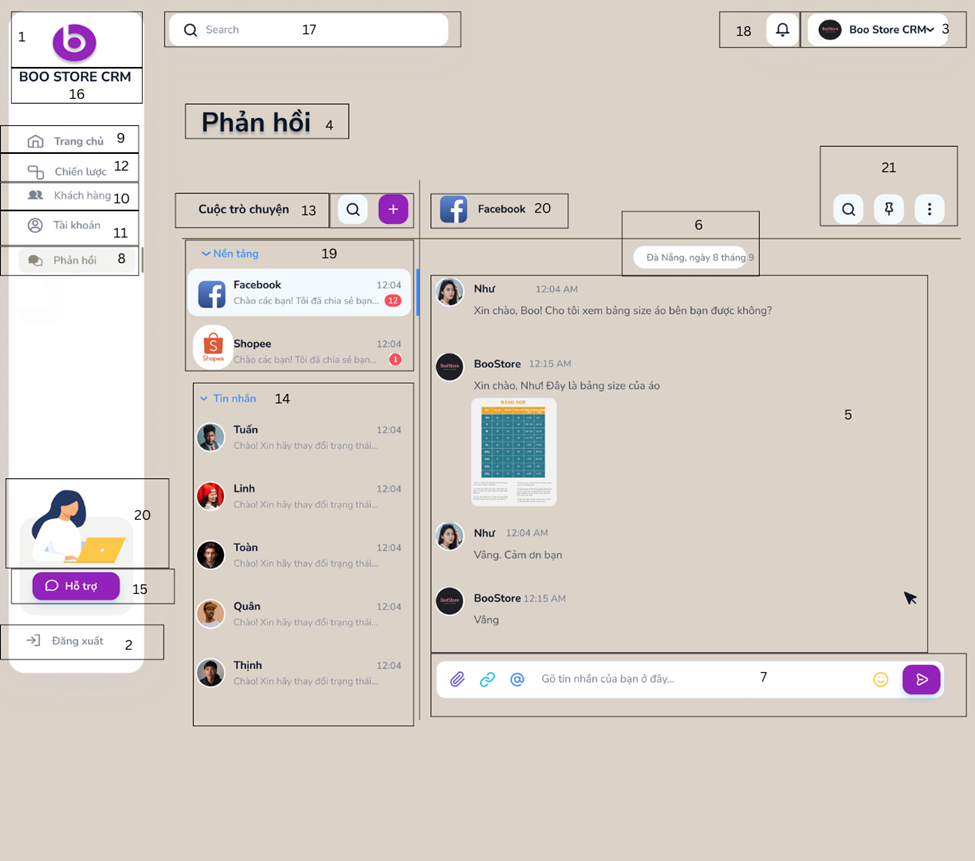 1
b
BOO STORE CRM
16
Search 17
18
BooStore Boo Store CRM 3
Phản hồi 4
Trang chủ 9
Chiến lược 12
Khách hàng 10
Tài khoản 11
Phản hồi 8
Cuộc trò chuyện 13
+
Facebook 20
21
6
Đà Nẵng, ngày 8 tháng 9
Nền tảng 19
Facebook 12:04
Chào các bạn! Tôi đã chia sẻ bạn... 12
Shopee Shopee 12:04
Chào các bạn! Tôi đã chia sẻ bạn... 1
Tin nhắn 14
Tuấn 12:04
Chào! Xin hãy thay đổi trạng thái...
Linh 12:04
Chào! Xin hãy thay đổi trạng thái...
Toàn 12:04
Chào! Xin hãy thay đổi trạng thái...
Quân 12:04
Chào! Xin hãy thay đổi trạng thái...
Thịnh 12:04
Chào! Xin hãy thay đổi trạng thái...
Như 12:04 AM
Xin chào, Boo! Cho tôi xem bảng size áo bên bạn được không?
BooStore BooStore 12:15 AM
Xin chào, Như! Đây là bảng size của áo
BẢNG SIZE
5
Như 12:04 AM
Vâng. Cảm ơn bạn
BooStore BooStore 12:15 AM
Vâng
Gõ tin nhắn của bạn ở đây... 7
20
Hỗ trợ 15
Đăng xuất 2